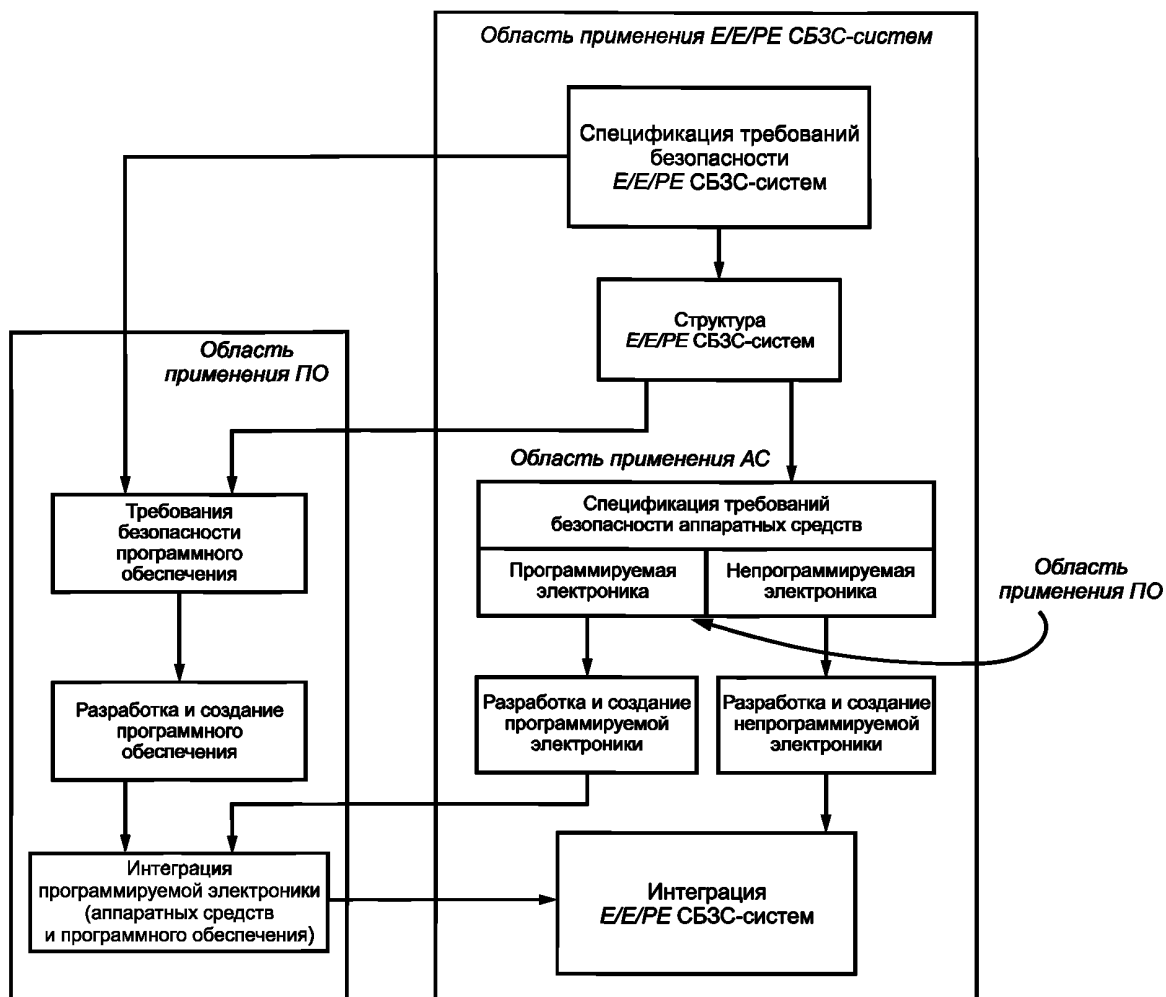 Область применения E/E/PE СБЗС-систем
Спецификация требований
безопасности
E/E/PE СБЗС-систем
Структура
E/E/PE СБЗС-систем
Область
применения ПО
Область применения АС
Требования
безопасности
программного
обеспечения
Спецификация требований
безопасности аппаратных средств
Программируемая
электроника
Непрограммируемая
электроника
Область
применения ПО
Разработка и создание
программного
обеспечения
Разработка и создание
программируемой
электроники
Разработка и создание
непрограммируемой
электроники
Интеграция
программируемой электроники
(аппаратных средств
и программного обеспечения)
Интеграция
E/E/PE СБЗС-систем